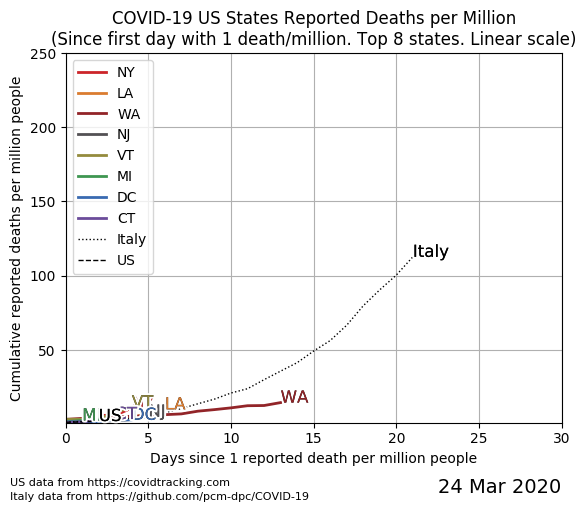 COVID-19 US States Reported Deaths per Million
(Since first day with 1 death/million. Top 8 states. Linear scale)
Cumulative reported deaths per million people
250
200
150
100
50
NY
LA
WA
NJ
VT
MI
DC
CT
Italy
US
Italy
WA
LA
VT
US
0
5
10
15
20
25
30
Days since 1 reported death per million people
US data from https://covidtracking.com
Italy data from https://github.com/pcm-dpc/COVID-19
24 Mar 2020